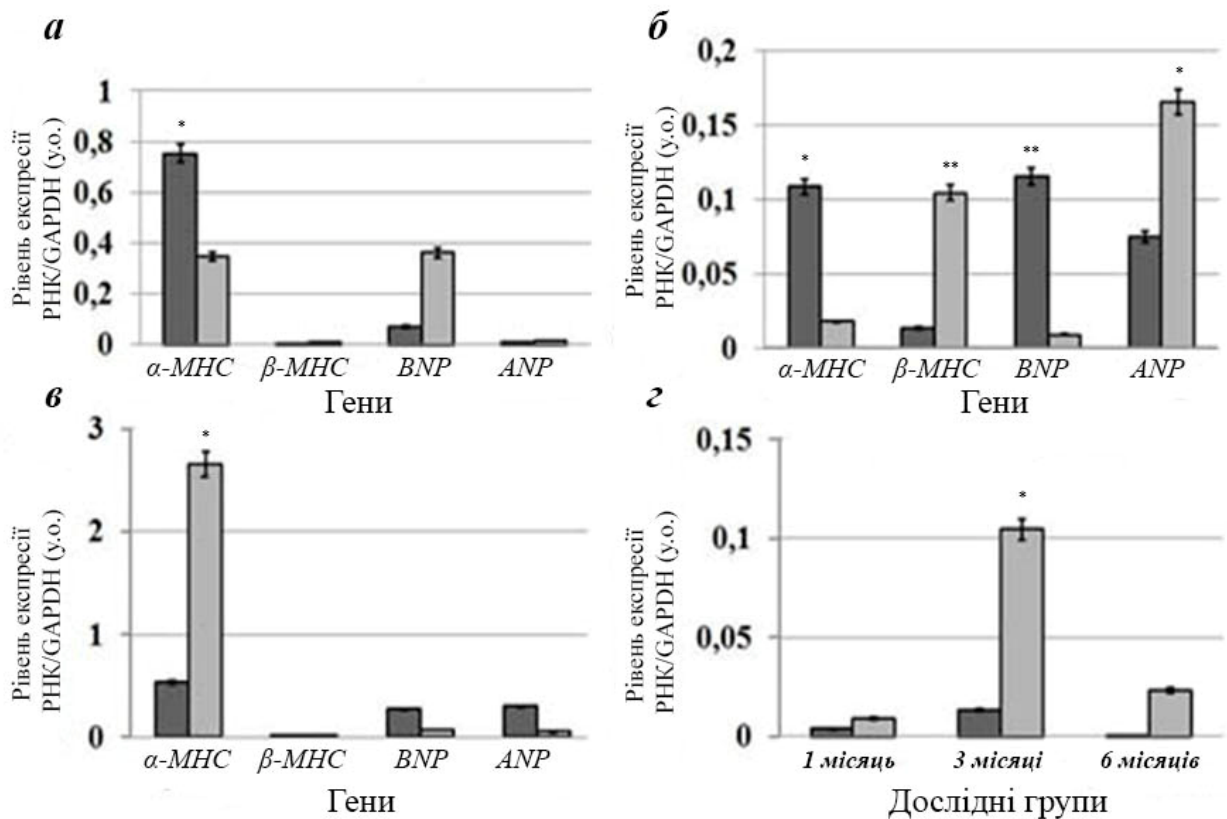 а
Рівень експресії
РНК/GAPDH (у.о.)
1
0,8
0,6
0,4
0,2
0
*
α-MHC β-MHC BNP ANP
Гени
б
Рівень експресії
РНК/GAPDH (у.о.)
0,2
0,15
0,1
0,05
0
* ** ** *
α-MHC β-MHC BNP ANP
Гени
в
Рівень експресії
РНК/GAPDH (у.о.)
3
2
1
0
*
α-MHC β-MHC BNP ANP
Гени
г
Рівень експресії
РНК/GAPDH (у.о.)
0,15
0,1
0,05
0
*
1 місяць 3 місяці 6 місяців
Дослідні групи